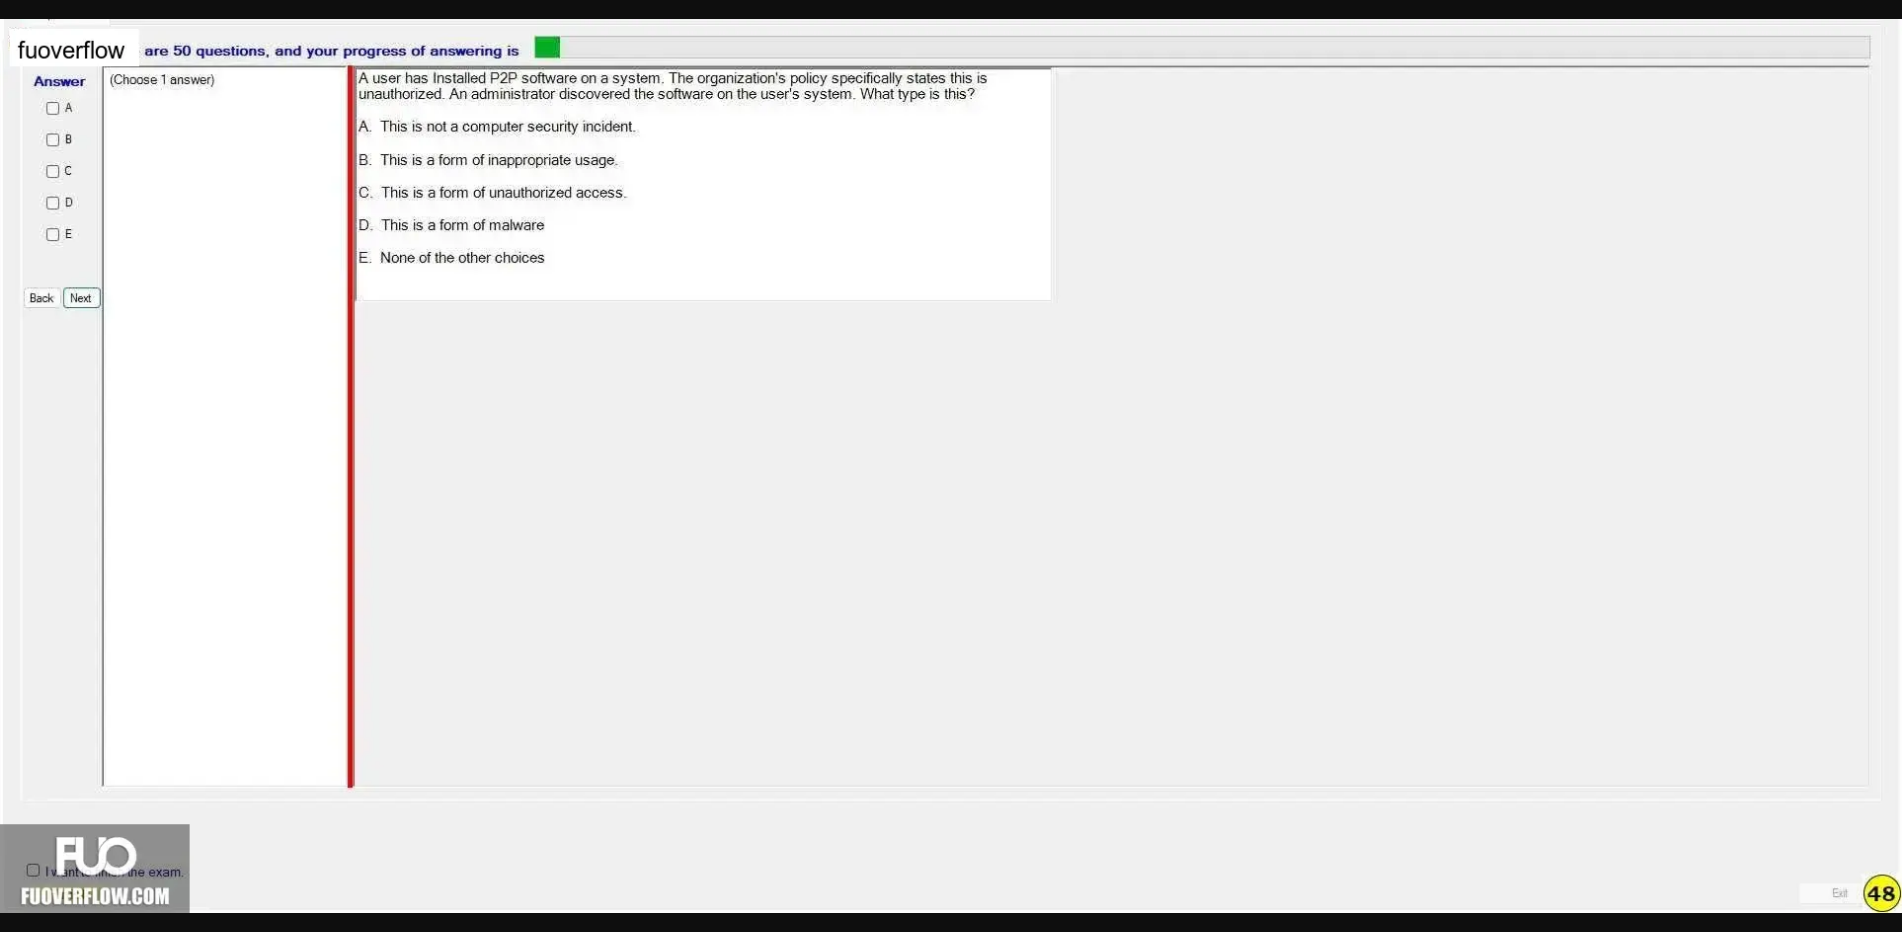 fuoverflow are 50 questions, and your progress of answering is
Answer
(Choose 1 answer)
A
B
C
D
E
Back Next
A user has Installed P2P software on a system. The organization's policy specifically states this is
unauthorized. An administrator discovered the software on the user's system. What type is this?
A. This is not a computer security incident.
B. This is a form of inappropriate usage.
C. This is a form of unauthorized access.
D. This is a form of malware
E. None of the other choices
FUO
I want to the exam.
FUOVERFLOW.COM
Exit
48